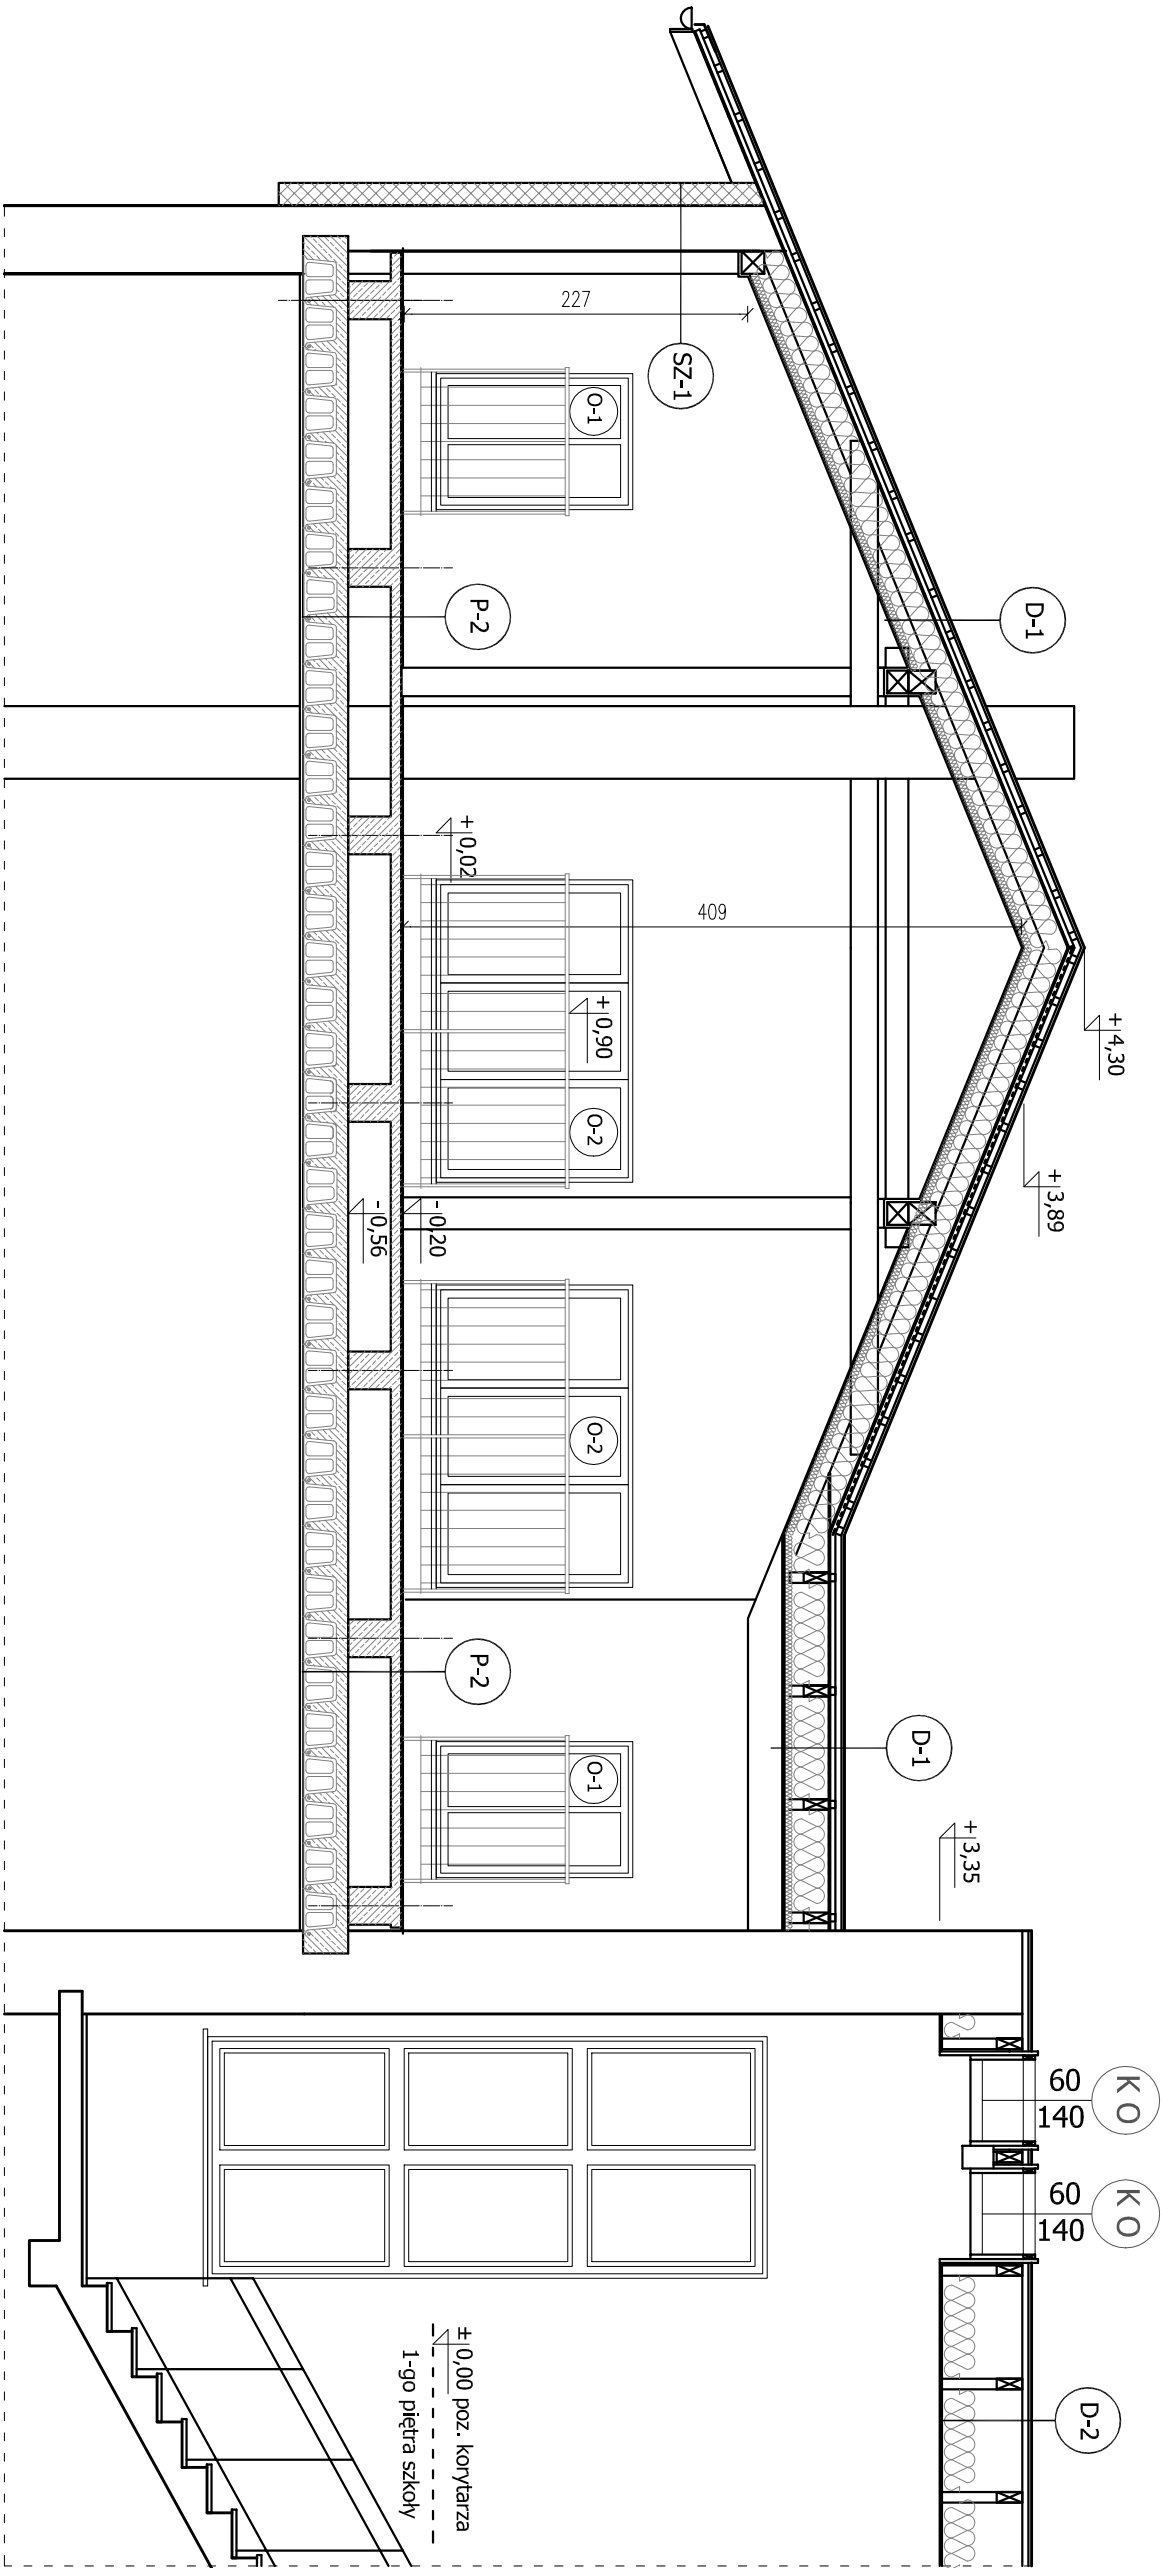 227
SZ-1
O-1
P-2
D-1
+ 0,02
409
+ 0,90
O-2
+ 4,30
+ 3,89
- 0,20
- 0,56
O-2
P-2
O-1
D-1
+ 3,35
K O
60
140
K O
60
140
D-2
± 0,00 poz. korytarza
1-go piętra szkoły